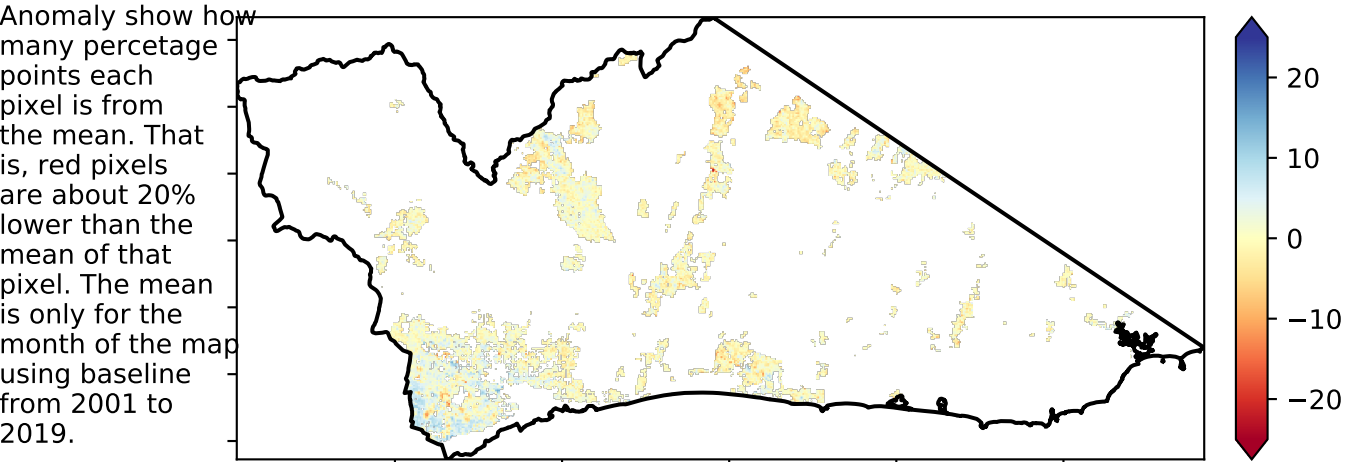 Anomaly show how
many percetage
points each
pixel is from
the mean. That
is, red pixels
are about 20%
lower than the
mean of that
pixel. The mean
is only for the
month of the map
using baseline
from 2001 to
2019.
20
10
0
−10
−20